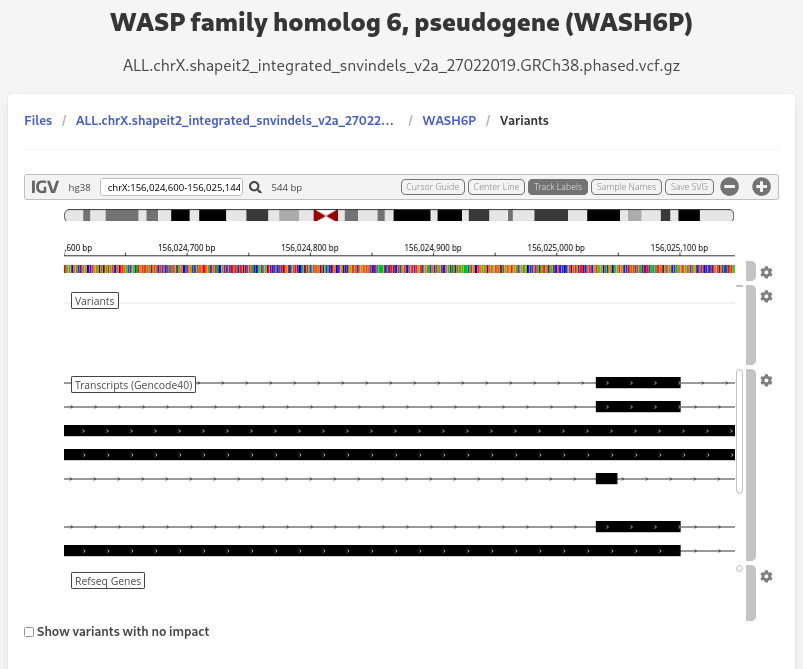 WASP family homolog 6, pseudogene (WASH6P)
ALL.chrX.shapeit2_integrated_snvindels_v2a_27022019.GRCh38.phased.vcf.gz
Files / ALL.chrX.shapeit2_integrated_snvindels_v2a_27022... / WASH6P / Variants
IGV hg38 chrX:156,024,600-156,025,144 544 bp Cursor Guide Center Line Track Labels Sample Names Save SVG
,600 bp 156,024,700 bp 156,024,800 bp 156,024,900 bp 156,025,000 bp 156,025,100 bp
Variants
Transcripts (Gencode40)
Refseq Genes
Show variants with no impact